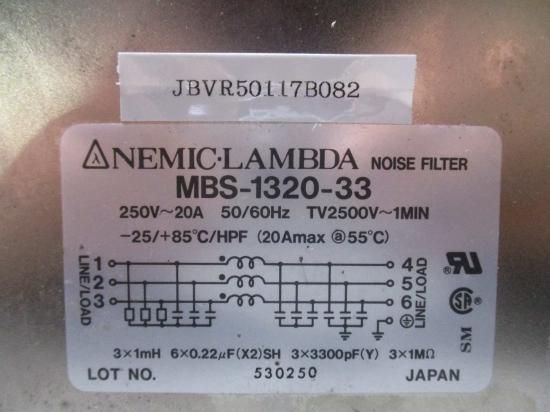 JBVR50117B082
NEMIC·LAMBDA NOISE FILTER
MBS-1320-33
250V~20A 50/60Hz TV2500V~1MIN
-25/+85°C/HPF (20Amax @55°C)
LINE/LOAD
1
2
3
4
5
6
LINE/LOAD
SM
3×1mH 6×0.22μF(X2)SH 3×3300pF(Y) 3×1MΩ
LOT NO. 530250 JAPAN